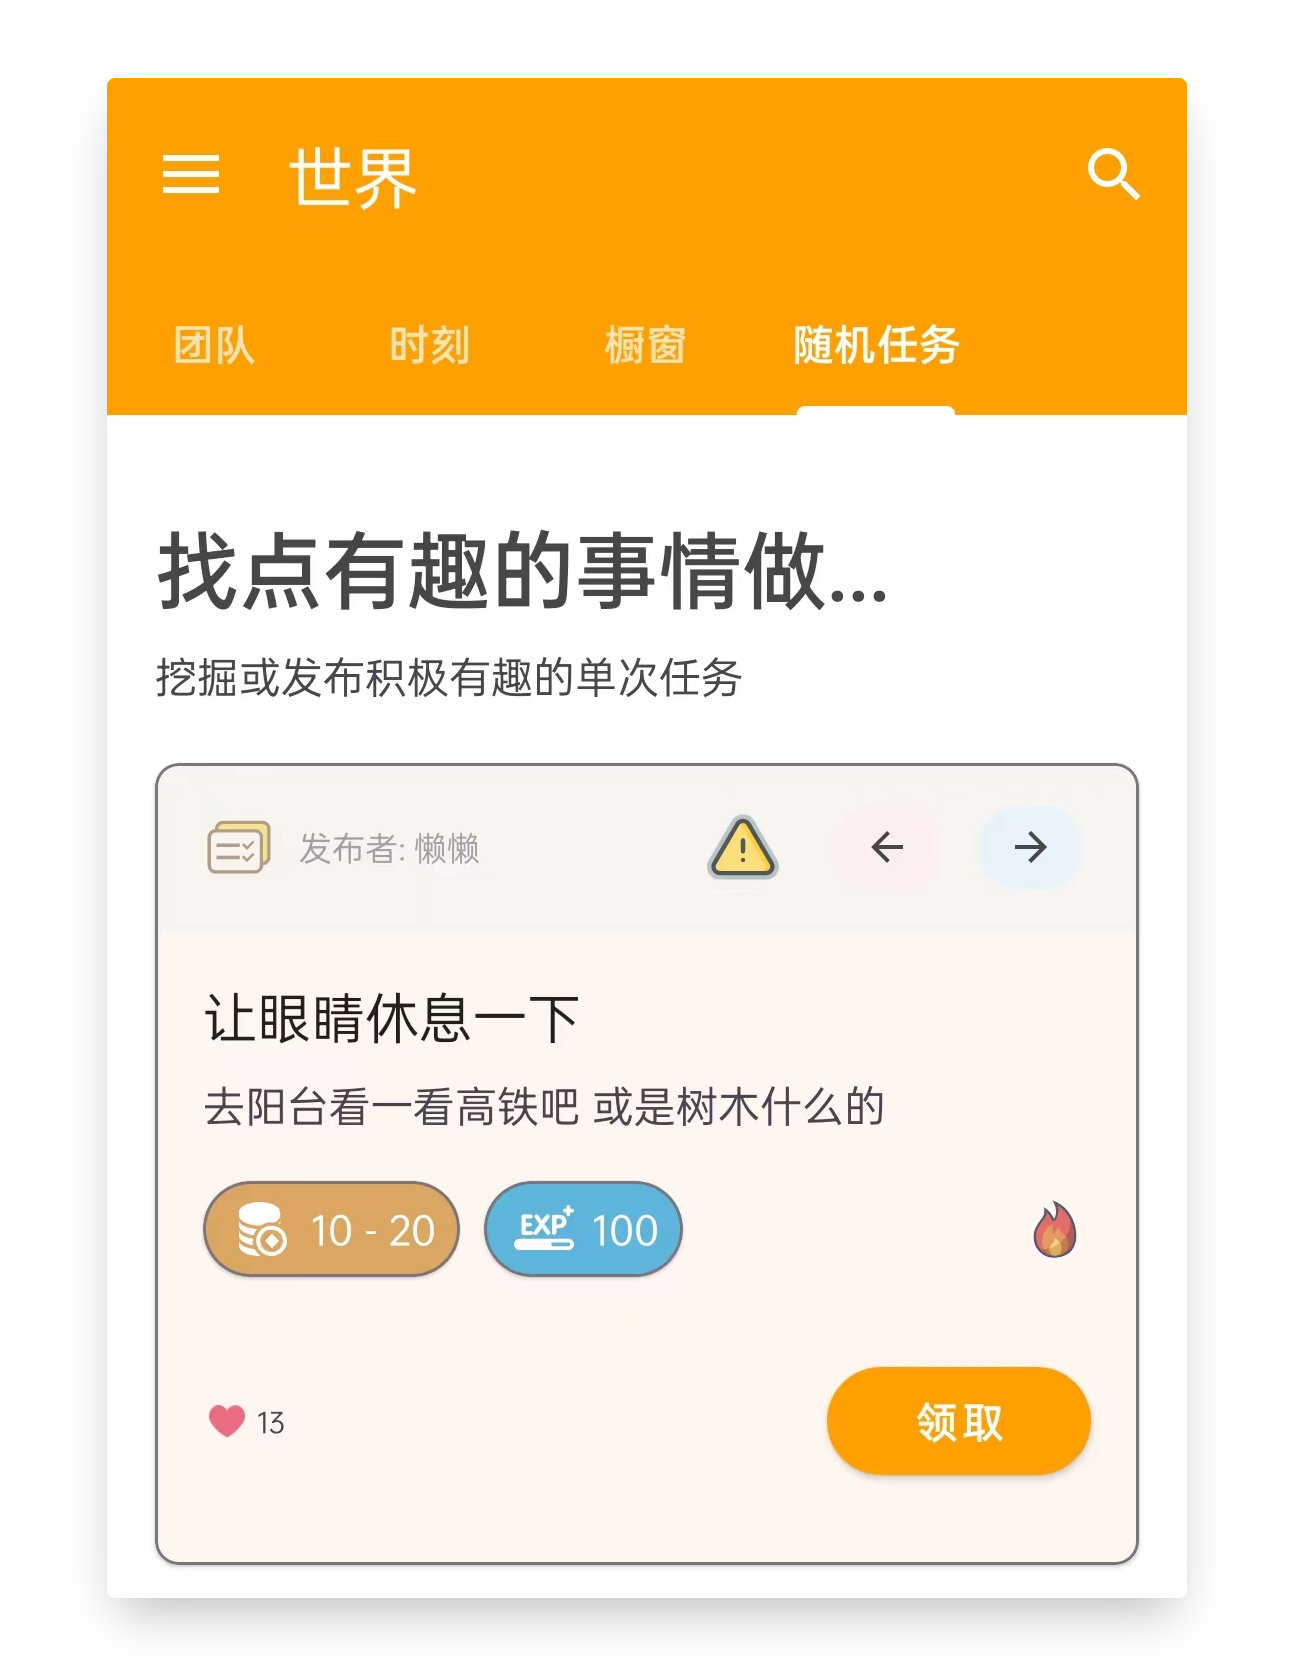 世界
团队 时刻 橱窗 随机任务
找点有趣的事情做...
挖掘或发布积极有趣的单次任务
发布者: 懒懒
让眼睛休息一下
去阳台看一看高铁吧 或是树木什么的
10 - 20 EXP+ 100
13 领取